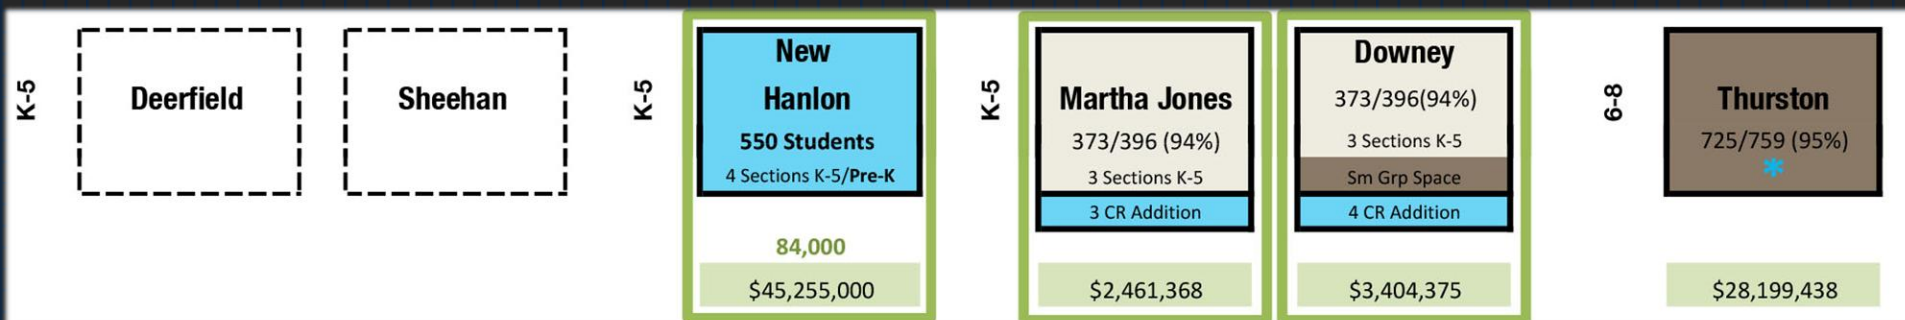 K-5
Deerfield
Sheehan
K-5
New
Hanlon
550 Students
4 Sections K-5/Pre-K
84,000
$45,255,000
K-5
Martha Jones
373/396 (94%)
3 Sections K-5
3 CR Addition
$2,461,368
Downey
373/396(94%)
3 Sections K-5
Sm Grp Space
4 CR Addition
$3,404,375
6-8
Thurston
725/759 (95%)
*
$28,199,438